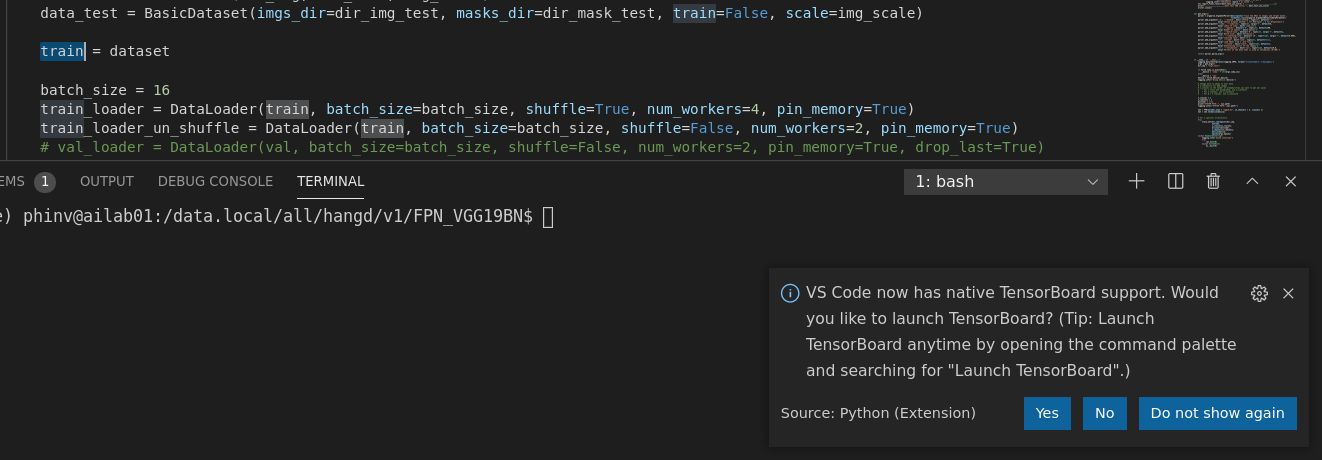 data_test = BasicDataset(imgs_dir=dir_img_test, masks_dir=dir_mask_test, train=False, scale=img_scale)
train = dataset
batch_size = 16
train_loader = DataLoader(train, batch_size=batch_size, shuffle=True, num_workers=4, pin_memory=True)
train_loader_un_shuffle = DataLoader(train, batch_size=batch_size, shuffle=False, num_workers=2, pin_memory=True)
# val_loader = DataLoader(val, batch_size=batch_size, shuffle=False, num_workers=2, pin_memory=True, drop_last=True)
EMS 1 OUTPUT DEBUG CONSOLE TERMINAL 1: bash
e) phinv@ailab01:/data.local/all/hangd/v1/FPN_VGG19BN$
VS Code now has native TensorBoard support. Would
you like to launch TensorBoard? (Tip: Launch
TensorBoard anytime by opening the command palette
and searching for "Launch TensorBoard".)
Source: Python (Extension) Yes No Do not show again